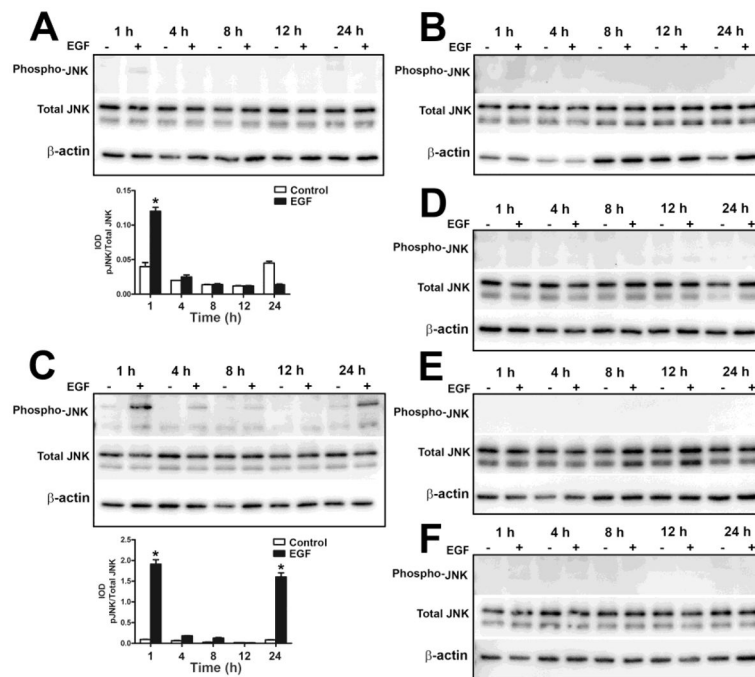 A
1 h 4 h 8 h 12 h 24 h
EGF - + - + - + - + - +
Phospho-JNK
Total JNK
β-actin
Control
EGF
IOD
pJNK/Total JNK
0.15
0.10
0.05
0.00
*
1 4 8 12 24
Time (h)
B
1 h 4 h 8 h 12 h 24 h
EGF - + - + - + - + - +
Phospho-JNK
Total JNK
β-actin
C
1 h 4 h 8 h 12 h 24 h
EGF - + - + - + - + - +
Phospho-JNK
Total JNK
β-actin
Control
EGF
IOD
pJNK/Total JNK
2.5
2.0
1.5
1.0
0.5
0.0
* *
1 4 8 12 24
Time (h)
D
1 h 4 h 8 h 12 h 24 h
EGF - + - + - + - + - +
Phospho-JNK
Total JNK
β-actin
E
1 h 4 h 8 h 12 h 24 h
EGF - + - + - + - + - +
Phospho-JNK
Total JNK
β-actin
F
1 h 4 h 8 h 12 h 24 h
EGF - + - + - + - + - +
Phospho-JNK
Total JNK
β-actin